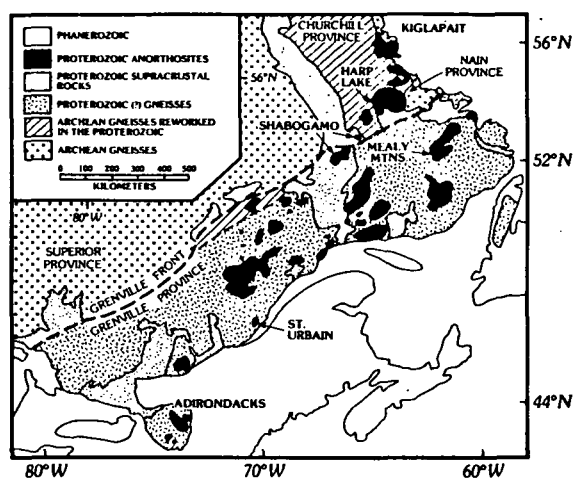 PHANEROZOIC
PROTEROZOIC ANORTHOSITES
PROTEROZOIC SUPRACRUSTAL
ROCKS
PROTEROZOIC (?) GNEISSES
ARCHEAN GNEISSES REWORKED
IN THE PROTEROZOIC
ARCHEAN GNEISSES
0 100 200 300 400 500
KILOMETERS
80°W
CHURCHILL
PROVINCE
56°N
HARP
LAKE
KIGLAPAIT
NAIN
PROVINCE
SHABOGAMO
MEALY
MTNS
SUPERIOR
PROVINCE
GRENVILLE FRONT
GRENVILLE PROVINCE
ST.
URBAIN
ADIRONDACKS
56°N
52°N
44°N
80°W
70°W
60°W